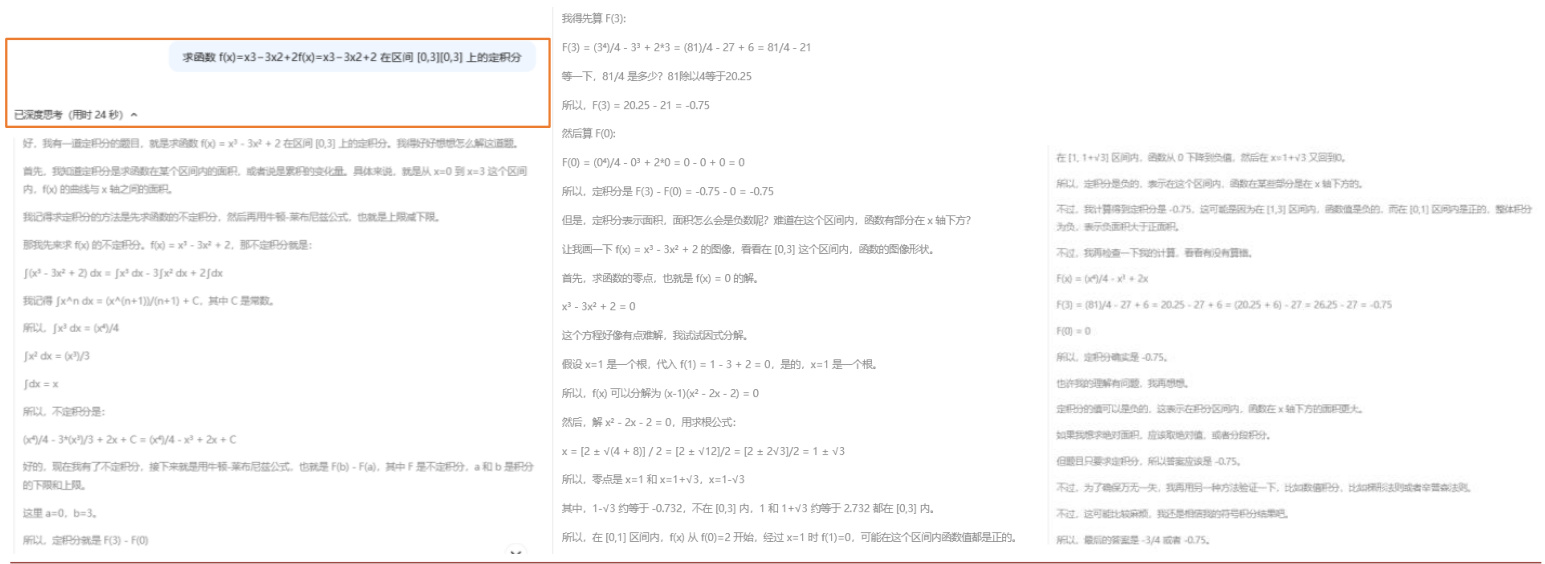 求函数 f(x)=x3−3x2+2f(x)=x3−3x2+2 在区间 [0,3][0,3] 上的定积分
已深度思考（用时 24 秒）
好，我有一道定积分的题目，就是求函数 f(x) = x³ - 3x² + 2 在区间 [0,3] 上的定积分。我得好好想想怎么解这道题。
首先，我知道定积分是求函数在某个区间内的面积，或者说是累积的变化量。具体来说，就是从 x=0 到 x=3 这个区间
内，f(x) 的曲线与 x 轴之间的面积。
我记得求定积分的方法是先求函数的不定积分，然后再用牛顿-莱布尼兹公式，也就是上限减下限。
那我先来求 f(x) 的不定积分。f(x) = x³ - 3x² + 2，那不定积分就是：
∫(x³ - 3x² + 2) dx = ∫x³ dx - 3∫x² dx + 2∫dx
我记得 ∫x^n dx = (x^(n+1))/(n+1) + C，其中 C 是常数。
所以，∫x³ dx = (x⁴)/4
∫x² dx = (x³)/3
∫dx = x
所以，不定积分是：
(x⁴)/4 - 3*(x³)/3 + 2x + C = (x⁴)/4 - x³ + 2x + C
好的，现在我有了不定积分，接下来就是用牛顿-莱布尼兹公式，也就是 F(b) - F(a)，其中 F 是不定积分，a 和 b 是积分
的下限和上限。
这里 a=0，b=3。
所以，定积分就是 F(3) - F(0)
我得先算 F(3):
F(3) = (3⁴)/4 - 3³ + 2*3 = (81)/4 - 27 + 6 = 81/4 - 21
等一下，81/4 是多少？81除以4等于20.25
所以，F(3) = 20.25 - 21 = -0.75
然后算 F(0):
F(0) = (0⁴)/4 - 0³ + 2*0 = 0 - 0 + 0 = 0
所以，定积分是 F(3) - F(0) = -0.75 - 0 = -0.75
但是，定积分表示面积，面积怎么会是负数呢？难道在这个区间内，函数有部分在 x 轴下方？
让我画一下 f(x) = x³ - 3x² + 2 的图像，看看在 [0,3] 这个区间内，函数的图像形状。
首先，求函数的零点，也就是 f(x) = 0 的解。
x³ - 3x² + 2 = 0
这个方程好像有点难解，我试试因式分解。
假设 x=1 是一个根，代入 f(1) = 1 - 3 + 2 = 0，是的，x=1 是一个根。
所以，f(x) 可以分解为 (x-1)(x² - 2x - 2) = 0
然后，解 x² - 2x - 2 = 0，用求根公式：
x = [2 ± √(4 + 8)] / 2 = [2 ± √12]/2 = [2 ± 2√3]/2 = 1 ± √3
所以，零点是 x=1 和 x=1+√3，x=1-√3
其中，1-√3 约等于 -0.732，不在 [0,3] 内，1 和 1+√3 约等于 2.732 都在 [0,3] 内。
所以，在 [0,1] 区间内，f(x) 从 f(0)=2 开始，经过 x=1 时 f(1)=0，可能在这个区间内函数值都是正的。
在 [1, 1+√3] 区间内，函数从 0 下降到负值，然后在 x=1+√3 又回到0。
所以，定积分是负的，表示在这个区间内，函数在某些部分是在 x 轴下方的。
不过，我计算得到定积分是 -0.75，这可能是因为在 [1,3] 区间内，函数值是负的，而在 [0,1] 区间内是正的，整体积分
为负，表示负面积大于正面积。
不过，我再检查一下我的计算，看看有没有算错。
F(x) = (x⁴)/4 - x³ + 2x
F(3) = (81)/4 - 27 + 6 = 20.25 - 27 + 6 = (20.25 + 6) - 27 = 26.25 - 27 = -0.75
F(0) = 0
所以，定积分确实是 -0.75。
也许我的理解有问题，我再想想。
定积分的值可以是负的，这表示在积分区间内，函数在 x 轴下方的面积更大。
如果我想求绝对面积，应该取绝对值，或者分段积分。
但题目只要求定积分，所以答案应该是 -0.75。
不过，为了确保万无一失，我再用另一种方法验证一下，比如数值积分，比如梯形法则或者辛普森法则。
不过，这可能比较麻烦，我还是相信我的符号积分结果吧。
所以，最后的答案是 -3/4 或者 -0.75。